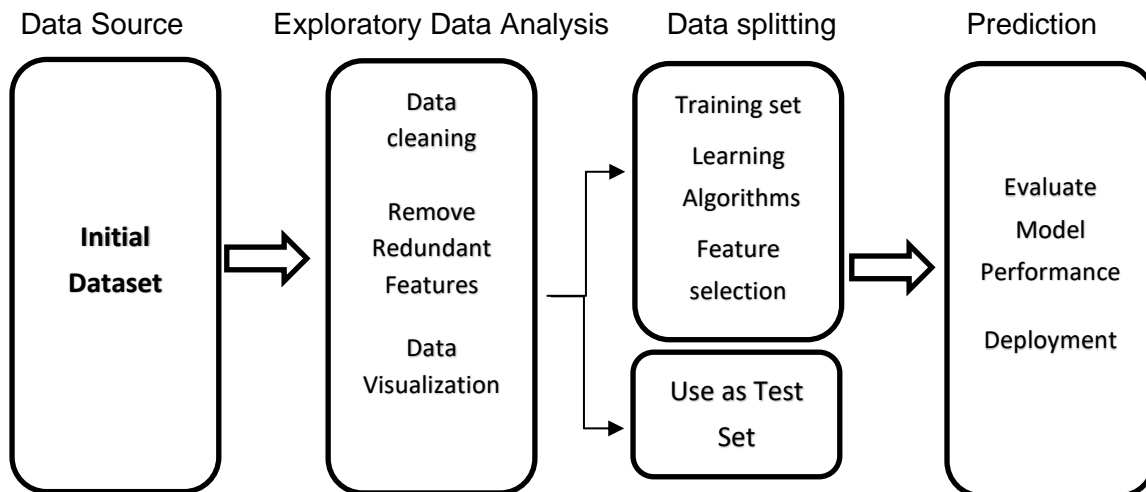 Data Source
Exploratory Data Analysis
Data splitting
Prediction
Initial
Dataset
Data
cleaning
Remove
Redundant
Features
Data
Visualization
Training set
Learning
Algorithms
Feature
selection
Use as Test
Set
Evaluate
Model
Performance
Deployment